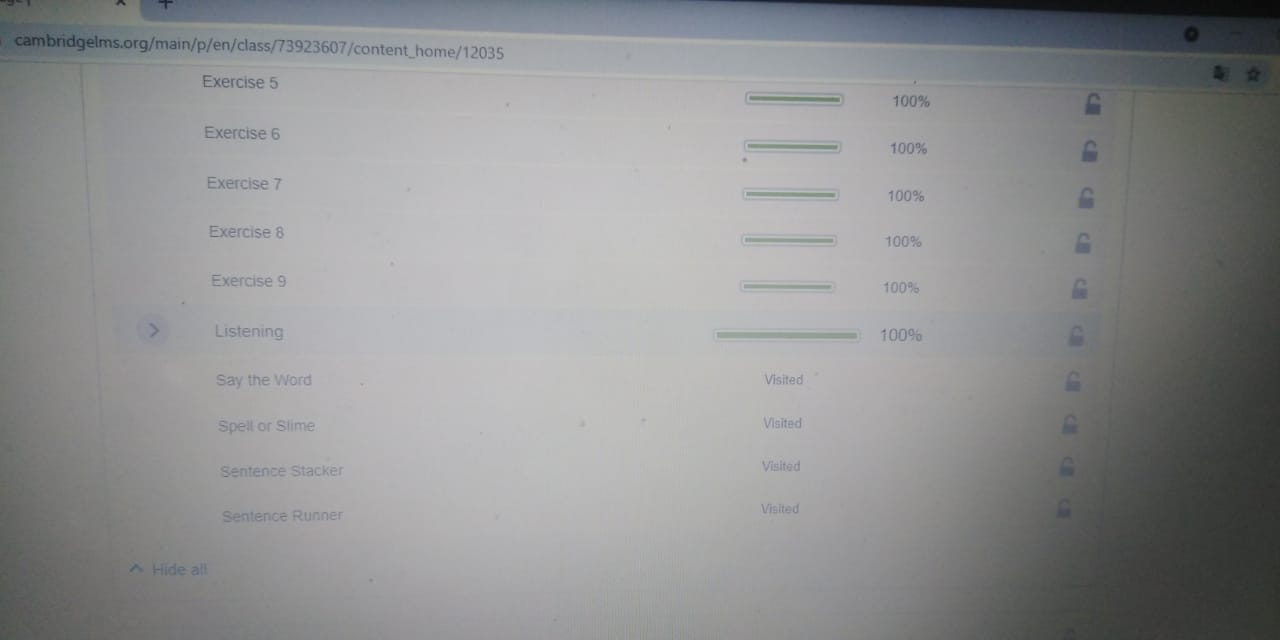 cambridgelms.org/main/p/en/class/73923607/content_home/12035
Exercise 5 100%
Exercise 6 100%
Exercise 7 100%
Exercise 8 100%
Exercise 9 100%
Listening 100%
Say the Word Visited
Spell or Slime Visited
Sentence Stacker Visited
Sentence Runner Visited
Hide all